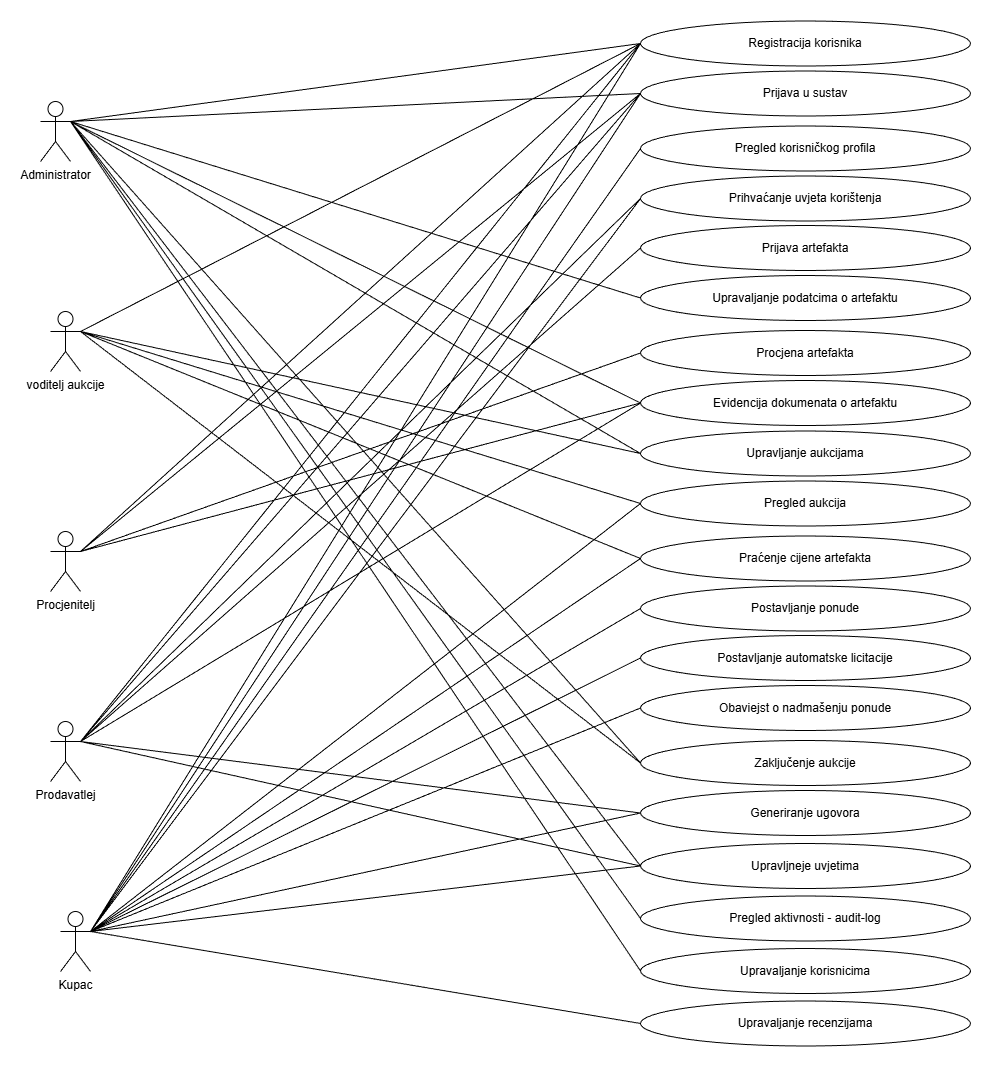 Registracija korisnika
Prijava u sustav
Pregled korisničkog profila
Prihvaćanje uvjeta korištenja
Prijava artefakta
Upravaljanje podatcima o artefaktu
Procjena artefakta
Evidencija dokumenata o artefaktu
Upravljanje aukcijama
Pregled aukcija
Praćenje cijene artefakta
Postavljanje ponude
Postavljanje automatske licitacije
Obaviejst o nadmašenju ponude
Zaključenje aukcije
Generiranje ugovora
Upravljneje uvjetima
Pregled aktivnosti - audit-log
Upravaljanje korisnicima
Upravaljanje recenzijama
Administrator
voditelj aukcije
Procjenitelj
Prodavatlej
Kupac